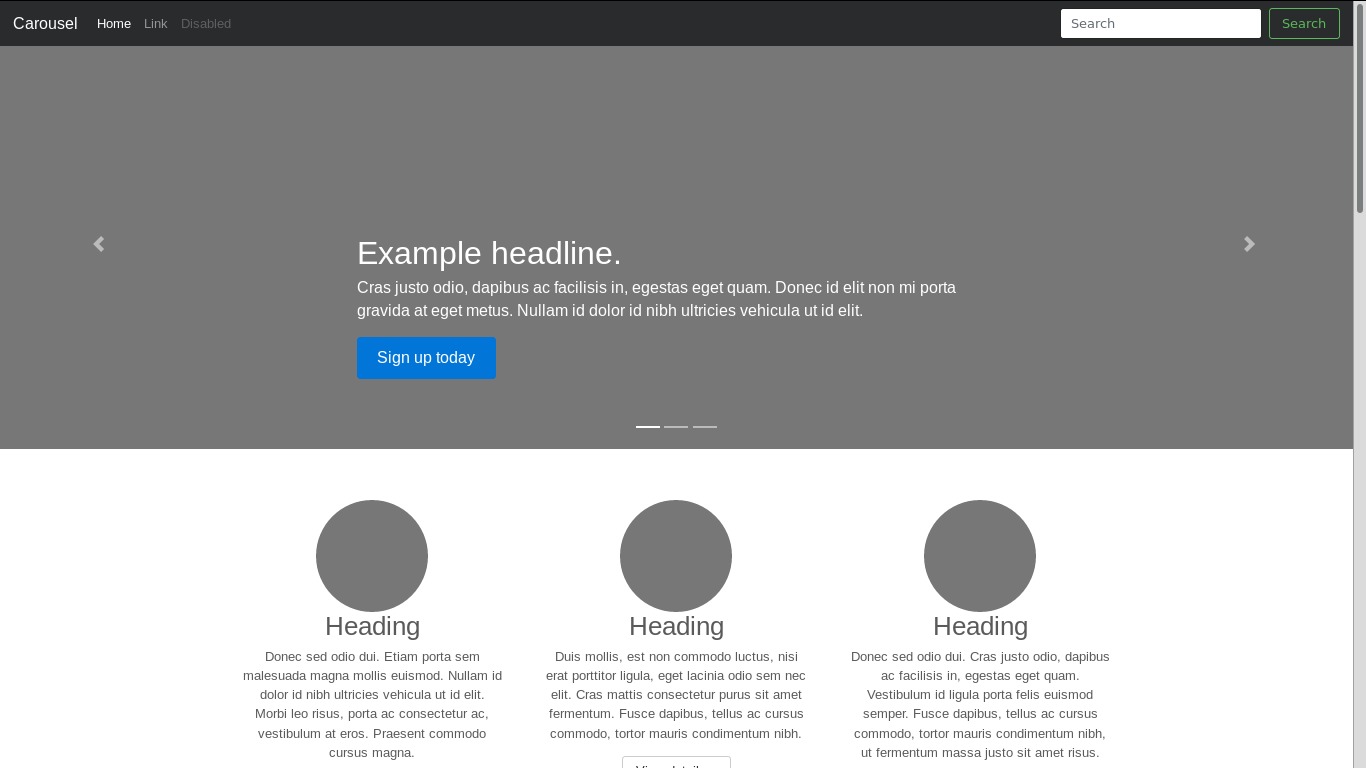 Carousel Home Link Disabled Search Search
Example headline.
Cras justo odio, dapibus ac facilisis in, egestas eget quam. Donec id elit non mi porta
gravida at eget metus. Nullam id dolor id nibh ultricies vehicula ut id elit.
Sign up today
Heading
Donec sed odio dui. Etiam porta sem
malesuada magna mollis euismod. Nullam id
dolor id nibh ultricies vehicula ut id elit.
Morbi leo risus, porta ac consectetur ac,
vestibulum at eros. Praesent commodo
cursus magna.
Heading
Duis mollis, est non commodo luctus, nisi
erat porttitor ligula, eget lacinia odio sem nec
elit. Cras mattis consectetur purus sit amet
fermentum. Fusce dapibus, tellus ac cursus
commodo, tortor mauris condimentum nibh.
Heading
Donec sed odio dui. Cras justo odio, dapibus
ac facilisis in, egestas eget quam.
Vestibulum id ligula porta felis euismod
semper. Fusce dapibus, tellus ac cursus
commodo, tortor mauris condimentum nibh,
ut fermentum massa justo sit amet risus.